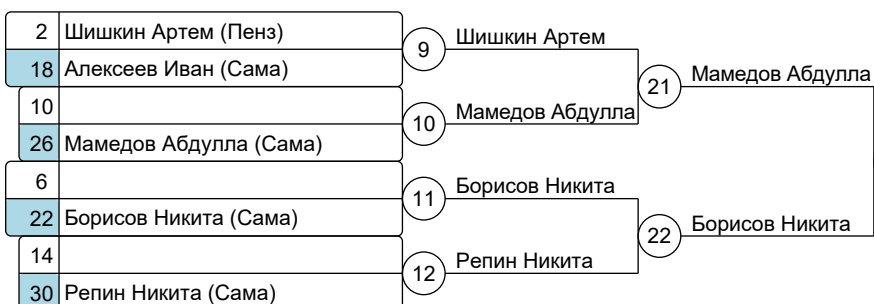 2 Шишкин Артем (Пенз)
18 Алексеев Иван (Сама)
10
26 Мамедов Абдулла (Сама)
6
22 Борисов Никита (Сама)
14
30 Репин Никита (Сама)
9 Шишкин Артем
10 Мамедов Абдулла
11 Борисов Никита
12 Репин Никита
21 Мамедов Абдулла
22 Борисов Никита